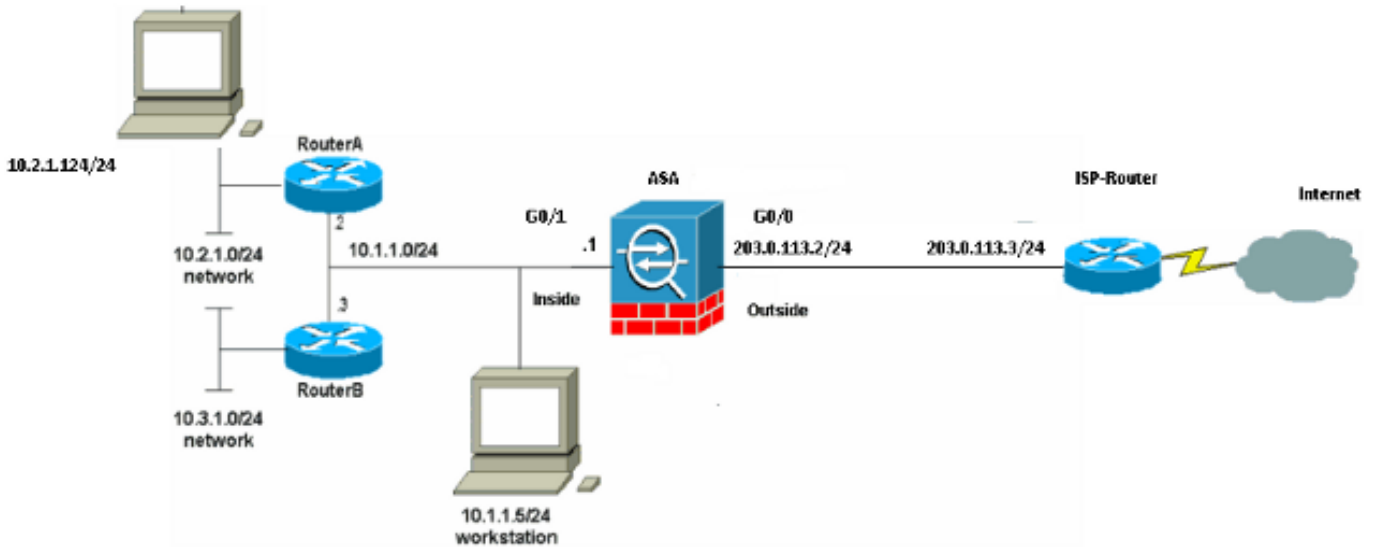 10.2.1.124/24
RouterA
2
10.2.1.0/24
network
10.1.1.0/24
3
RouterB
10.3.1.0/24
network
10.1.1.5/24
workstation
G0/1
.1
Inside
ASA
G0/0
203.0.113.2/24
Outside
203.0.113.3/24
ISP-Router
Internet